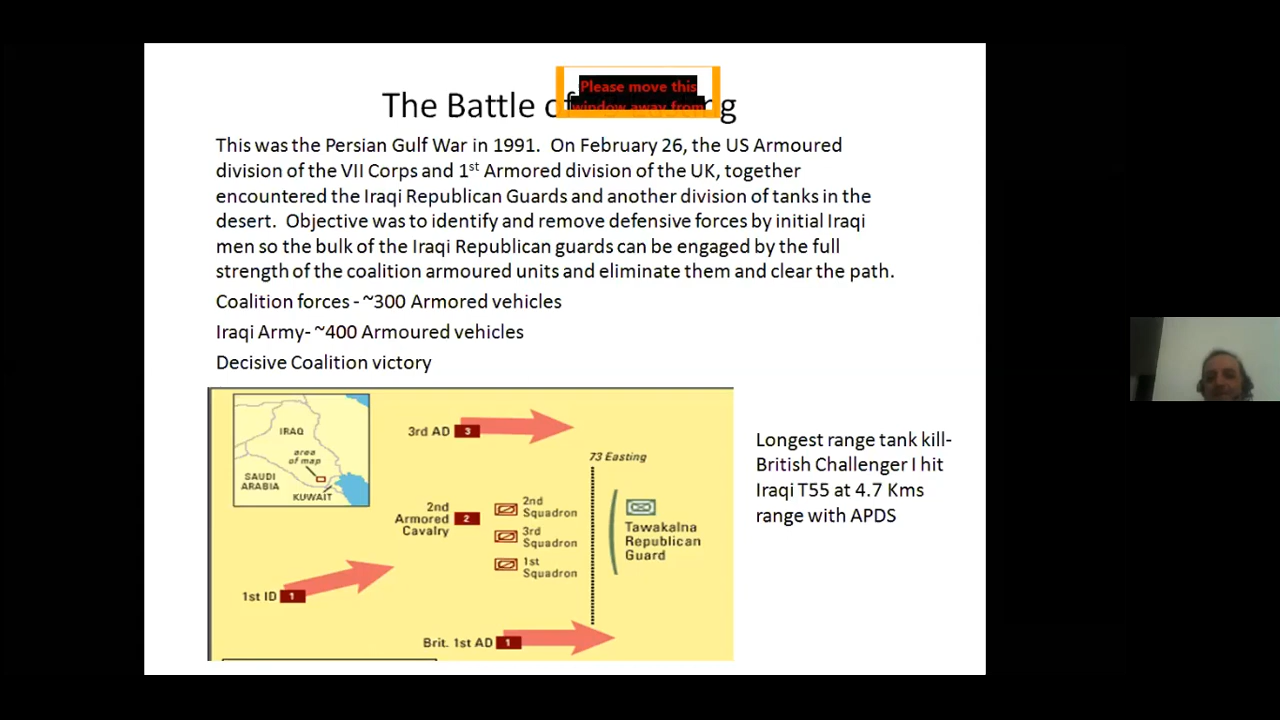 Please move this
window away from
The Battle of 73 Easting
This was the Persian Gulf War in 1991. On February 26, the US Armoured
division of the VII Corps and 1st Armored division of the UK, together
encountered the Iraqi Republican Guards and another division of tanks in the
desert. Objective was to identify and remove defensive forces by initial Iraqi
men so the bulk of the Iraqi Republican guards can be engaged by the full
strength of the coalition armoured units and eliminate them and clear the path.
Coalition forces - ~300 Armored vehicles
Iraqi Army- ~400 Armoured vehicles
Decisive Coalition victory
IRAQ
area
of map
SAUDI
ARABIA
KUWAIT
3rd AD 3
73 Easting
2nd
Armored
Cavalry
2
2nd
Squadron
3rd
Squadron
1st
Squadron
Tawakalna
Republican
Guard
1st ID 1
Brit. 1st AD 1
Longest range tank kill-
British Challenger I hit
Iraqi T55 at 4.7 Kms
range with APDS